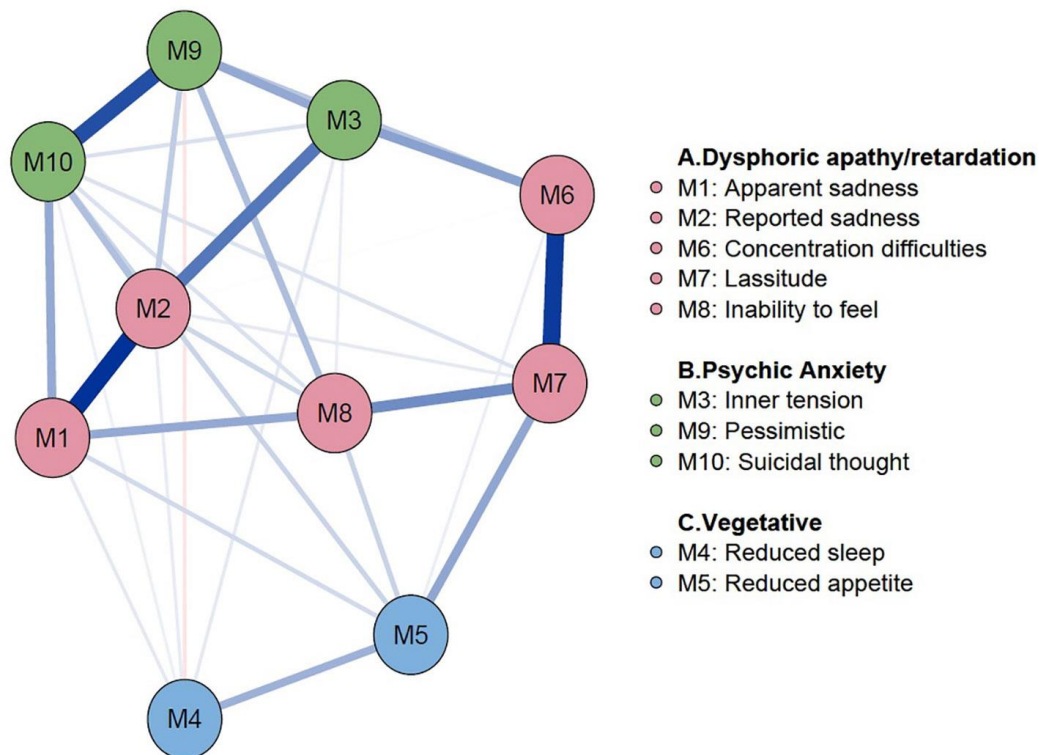 M9
M3
M10
M6
M2
M7
M8
M1
M5
M4
A.Dysphoric apathy/retardation
M1: Apparent sadness
M2: Reported sadness
M6: Concentration difficulties
M7: Lassitude
M8: Inability to feel
B.Psychic Anxiety
M3: Inner tension
M9: Pessimistic
M10: Suicidal thought
C.Vegetative
M4: Reduced sleep
M5: Reduced appetite